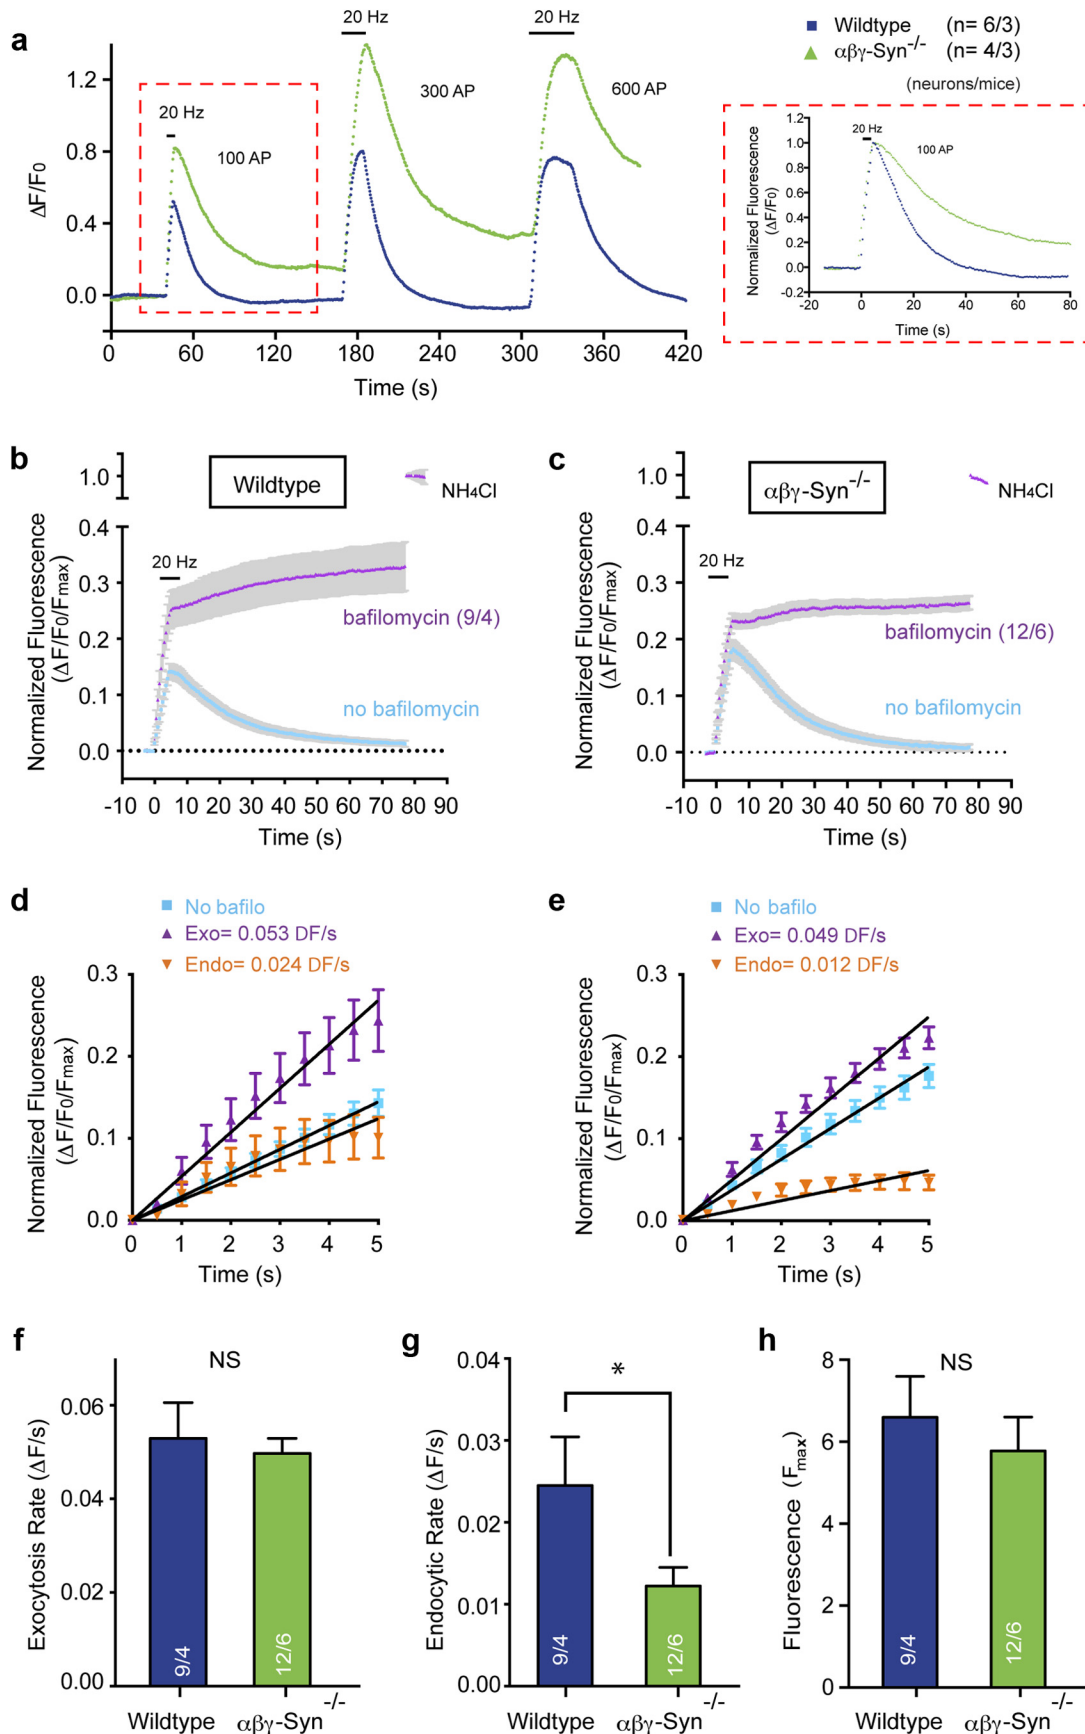 a
20 Hz
20 Hz
20 Hz
100 AP
300 AP
600 AP
ΔF/F0
1.2
0.8
0.4
0.0
0 60 120 180 240 300 360 420
Time (s)
Wildtype (n= 6/3)
αβγ-Syn-/- (n= 4/3)
(neurons/mice)
Normalized Fluorescence
(ΔF/F0)
1.2
1.0
0.8
0.6
0.4
0.2
0.0
-0.2
20 Hz
100 AP
-20 0 20 40 60 80
Time (s)
b
Wildtype
NH4Cl
1.0
0.4
0.3
0.2
0.1
0.0
20 Hz
bafilomycin (9/4)
no bafilomycin
Normalized Fluorescence
(ΔF/F0/Fmax)
-10 0 10 20 30 40 50 60 70 80 90
Time (s)
c
αβγ-Syn-/-
NH4Cl
1.0
0.4
0.3
0.2
0.1
0.0
20 Hz
bafilomycin (12/6)
no bafilomycin
Normalized Fluorescence
(ΔF/F0/Fmax)
-10 0 10 20 30 40 50 60 70 80 90
Time (s)
d
No bafilo
Exo= 0.053 DF/s
Endo= 0.024 DF/s
Normalized Fluorescence
(ΔF/F0/Fmax)
0.3
0.2
0.1
0.0
0 1 2 3 4 5
Time (s)
e
No bafilo
Exo= 0.049 DF/s
Endo= 0.012 DF/s
Normalized Fluorescence
(ΔF/F0/Fmax)
0.3
0.2
0.1
0.0
0 1 2 3 4 5
Time (s)
f
NS
Exocytosis Rate (ΔF/s)
0.06
0.04
0.02
0.00
9/4
12/6
Wildtype αβγ-Syn-/-
g
*
Endocytic Rate (ΔF/s)
0.04
0.03
0.02
0.01
0.00
9/4
12/6
Wildtype αβγ-Syn-/-
h
NS
Fluorescence (Fmax)
8
6
4
2
0
9/4
12/6
Wildtype αβγ-Syn-/-